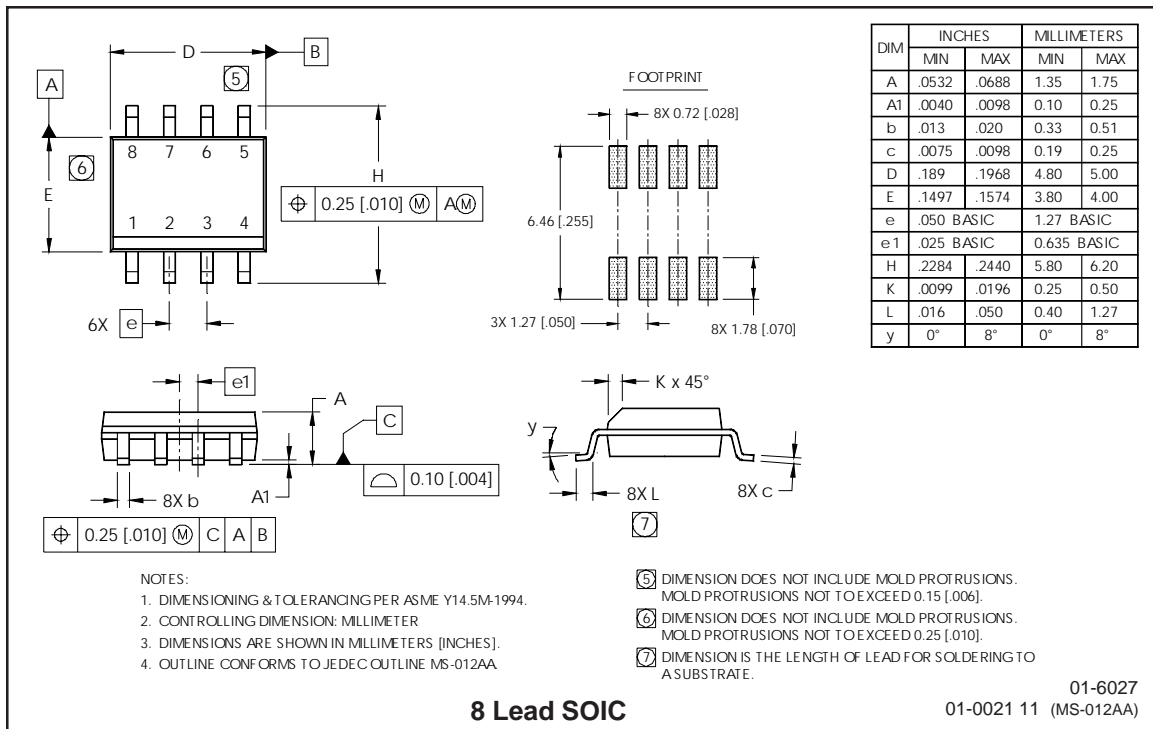 D
B
5
A
8 7 6 5
6
E
H
⌖ 0.25 [.010] Ⓜ AⓂ
1 2 3 4
6X e
FOOTPRINT
8X 0.72 [.028]
6.46 [.255]
3X 1.27 [.050]
8X 1.78 [.070]
DIM INCHES MILLIMETERS
MIN MAX MIN MAX
A .0532 .0688 1.35 1.75
A1 .0040 .0098 0.10 0.25
b .013 .020 0.33 0.51
c .0075 .0098 0.19 0.25
D .189 .1968 4.80 5.00
E .1497 .1574 3.80 4.00
e .050 BASIC 1.27 BASIC
e1 .025 BASIC 0.635 BASIC
H .2284 .2440 5.80 6.20
K .0099 .0196 0.25 0.50
L .016 .050 0.40 1.27
y 0° 8° 0° 8°
e1
A
C
0.10 [.004]
8X b
A1
⌖ 0.25 [.010] Ⓜ C A B
K x 45°
y
8X L
8X c
7
NOTES:
1. DIMENSIONING & TOLERANCING PER ASME Y14.5M-1994.
2. CONTROLLING DIMENSION: MILLIMETER
3. DIMENSIONS ARE SHOWN IN MILLIMETERS [INCHES].
4. OUTLINE CONFORMS TO JEDEC OUTLINE MS-012AA.
5 DIMENSION DOES NOT INCLUDE MOLD PROTRUSIONS.
MOLD PROTRUSIONS NOT TO EXCEED 0.15 [.006].
6 DIMENSION DOES NOT INCLUDE MOLD PROTRUSIONS.
MOLD PROTRUSIONS NOT TO EXCEED 0.25 [.010].
7 DIMENSION IS THE LENGTH OF LEAD FOR SOLDERING TO
A SUBSTRATE.
8 Lead SOIC
01-6027
01-0021 11 (MS-012AA)